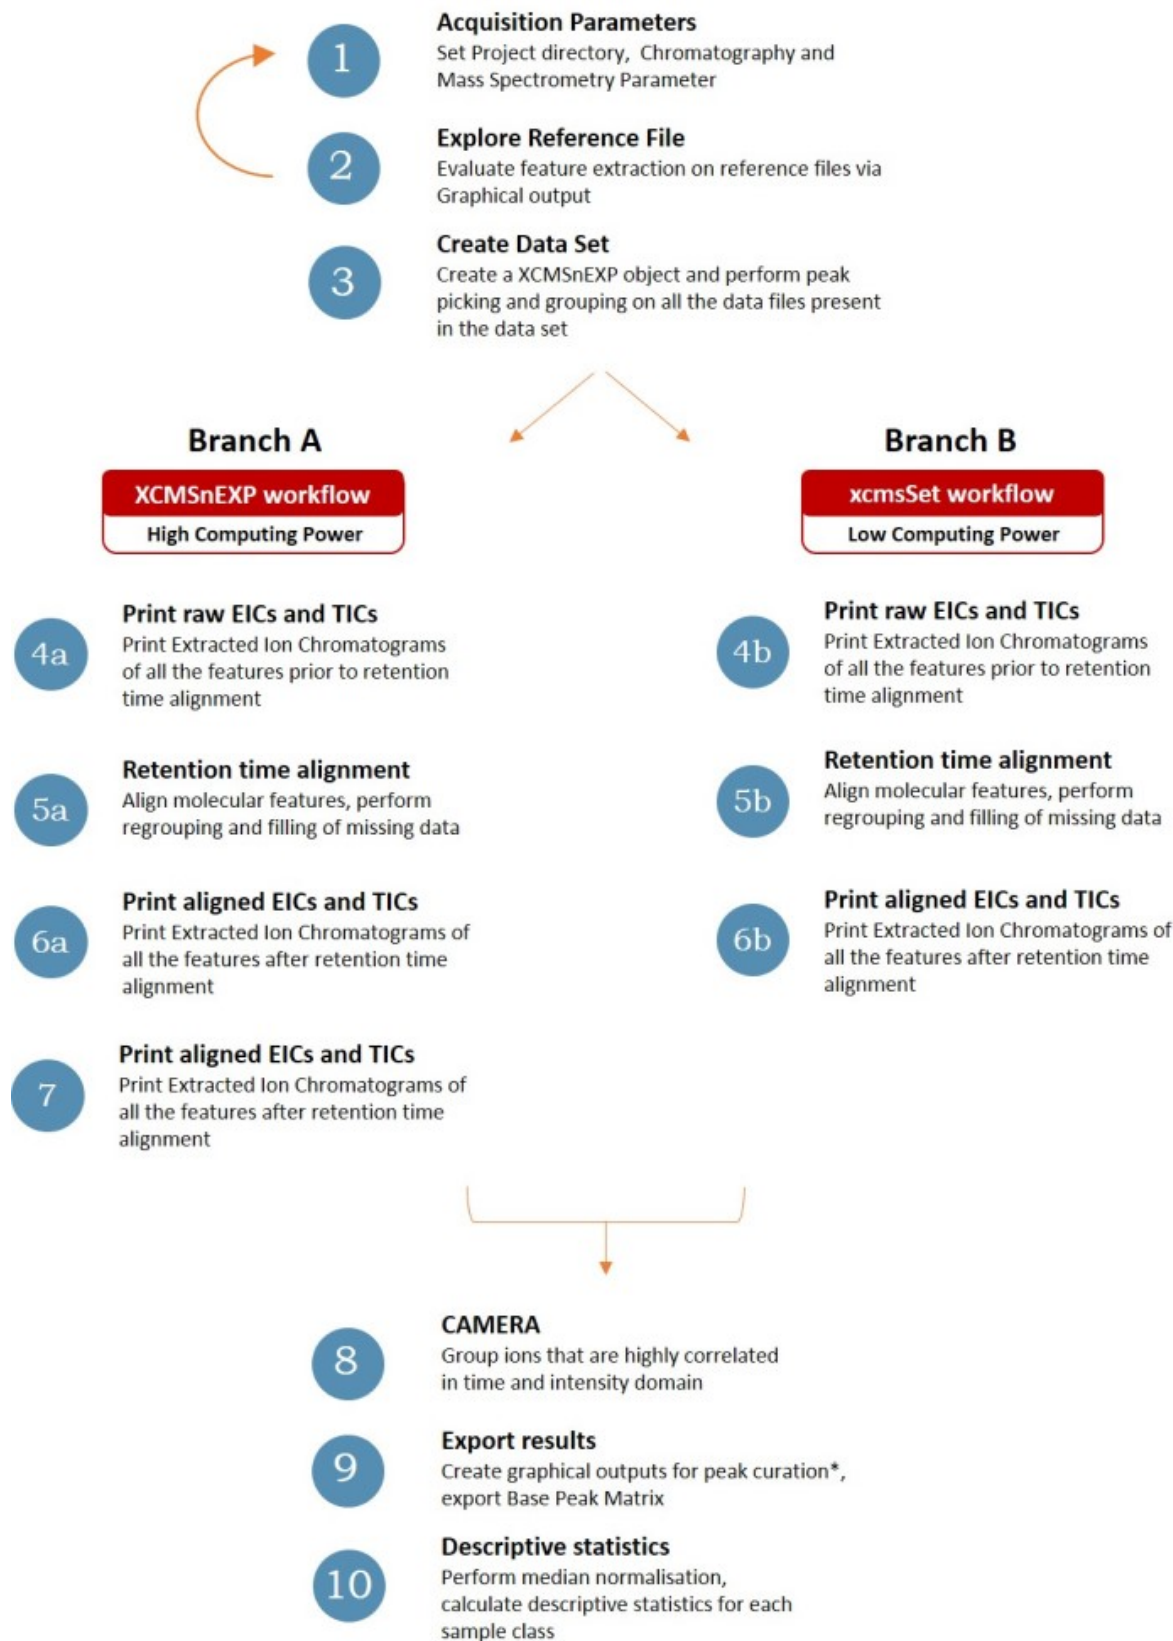 1
Acquisition Parameters
Set Project directory, Chromatography and
Mass Spectrometry Parameter
2
Explore Reference File
Evaluate feature extraction on reference files via
Graphical output
3
Create Data Set
Create a XCMSnEXP object and perform peak
picking and grouping on all the data files present
in the data set
Branch A
XCMSnEXP workflow
High Computing Power
4a
Print raw EICs and TICs
Print Extracted Ion Chromatograms
of all the features prior to retention
time alignment
5a
Retention time alignment
Align molecular features, perform
regrouping and filling of missing data
6a
Print aligned EICs and TICs
Print Extracted Ion Chromatograms of
all the features after retention time
alignment
7
Print aligned EICs and TICs
Print Extracted Ion Chromatograms of
all the features after retention time
alignment
Branch B
xcmsSet workflow
Low Computing Power
4b
Print raw EICs and TICs
Print Extracted Ion Chromatograms
of all the features prior to retention
time alignment
5b
Retention time alignment
Align molecular features, perform
regrouping and filling of missing data
6b
Print aligned EICs and TICs
Print Extracted Ion Chromatograms of
all the features after retention time
alignment
8
CAMERA
Group ions that are highly correlated
in time and intensity domain
9
Export results
Create graphical outputs for peak curation*,
export Base Peak Matrix
10
Descriptive statistics
Perform median normalisation,
calculate descriptive statistics for each
sample class